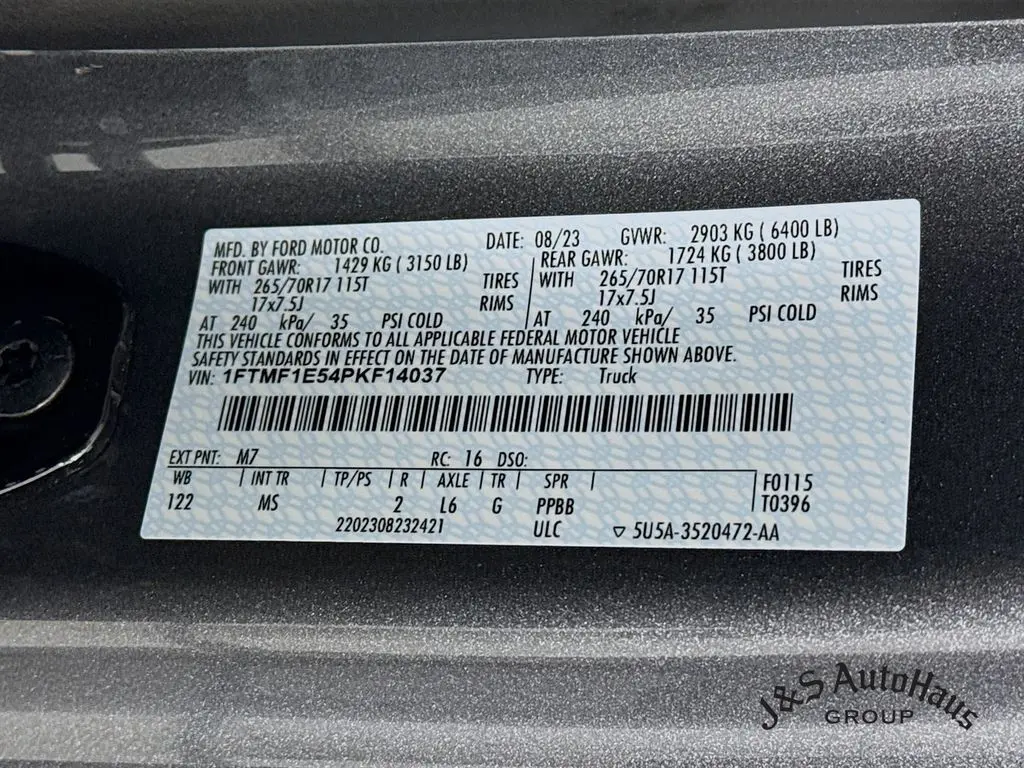 MFD. BY FORD MOTOR CO. DATE: 08/23 GVWR: 2903 KG ( 6400 LB)
FRONT GAWR: 1429 KG ( 3150 LB) REAR GAWR: 1724 KG ( 3800 LB)
WITH 265/70R17 115T TIRES WITH 265/70R17 115T TIRES
17x7.5J RIMS 17x7.5J RIMS
AT 240 kPa/ 35 PSI COLD AT 240 kPa/ 35 PSI COLD
THIS VEHICLE CONFORMS TO ALL APPLICABLE FEDERAL MOTOR VEHICLE
SAFETY STANDARDS IN EFFECT ON THE DATE OF MANUFACTURE SHOWN ABOVE.
VIN: 1FTMF1E54PKF14037 TYPE: Truck
EXT PNT: M7 RC: 16 DSO:
WB INT TR TP/PS R AXLE TR SPR F0115
122 MS 2 L6 G PPBB T0396
2202308232421 ULC ▽ 5U5A-3520472-AA
J&S AutoHaus
GROUP